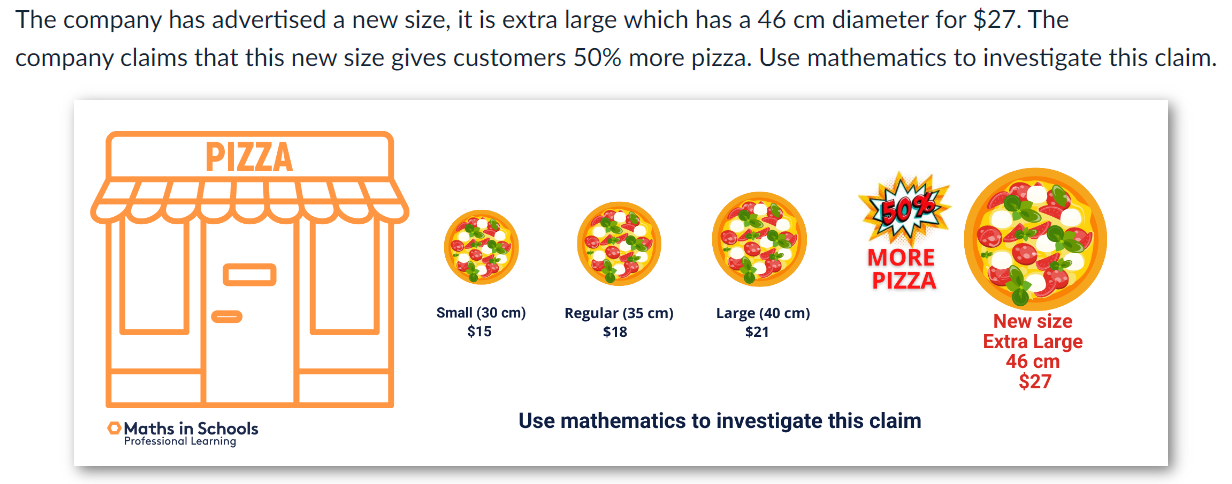 The company has advertised a new size, it is extra large which has a 46 cm diameter for $27. The
company claims that this new size gives customers 50% more pizza. Use mathematics to investigate this claim.
PIZZA
50%
MORE
PIZZA
Small (30 cm)
$15
Regular (35 cm)
$18
Large (40 cm)
$21
New size
Extra Large
46 cm
$27
Use mathematics to investigate this claim
Maths in Schools
Professional Learning